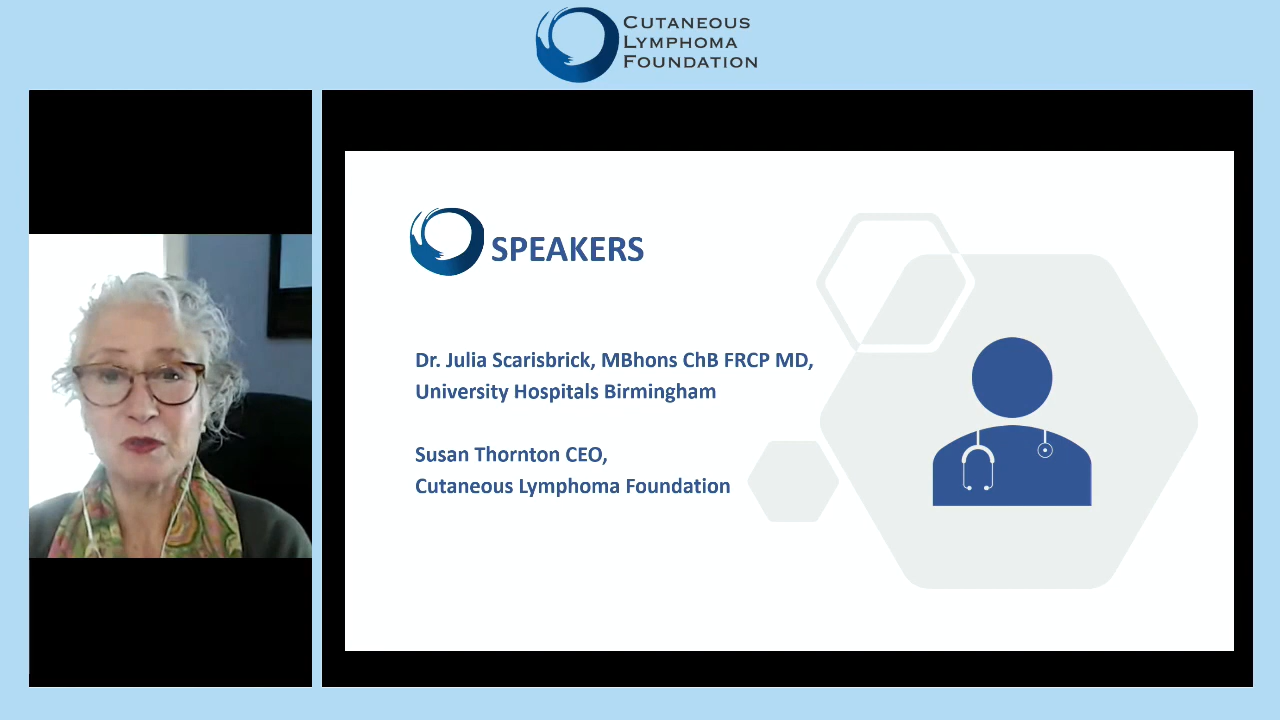 CUTANEOUS
LYMPHOMA
FOUNDATION
SPEAKERS
Dr. Julia Scarisbrick, MBhons ChB FRCP MD,
University Hospitals Birmingham
Susan Thornton CEO,
Cutaneous Lymphoma Foundation